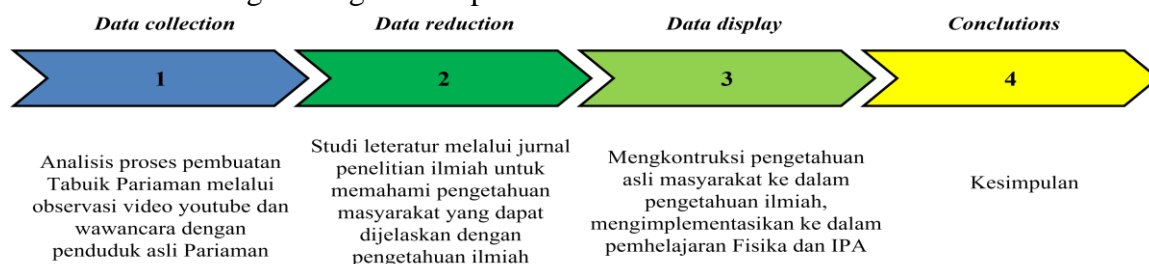 Data collection
Data reduction
Data display
Conclutions
1
2
3
4
Analisis proses pembuatan
Tabuik Pariaman melalui
observasi video youtube dan
wawancara dengan
penduduk asli Pariaman
Studi leteratur melalui jurnal
penelitian ilmiah untuk
memahami pengetahuan
masyarakat yang dapat
dijelaskan dengan
pengetahuan ilmiah
Mengkontruksi pengetahuan
asli masyarakat ke dalam
pengetahuan ilmiah,
mengimplementasikan ke dalam
pemhelajaran Fisika dan IPA
Kesimpulan